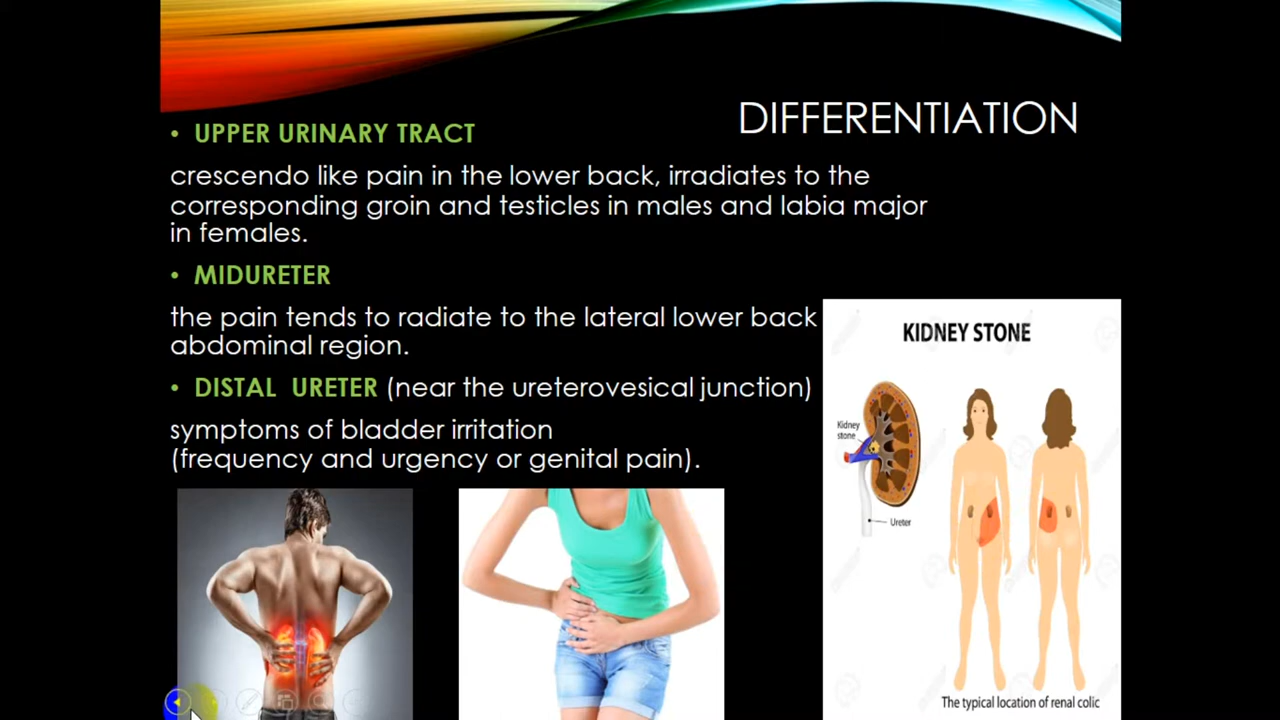 DIFFERENTIATION
• UPPER URINARY TRACT
crescendo like pain in the lower back, irradiates to the
corresponding groin and testicles in males and labia major
in females.
• MIDURETER
the pain tends to radiate to the lateral lower back
abdominal region.
• DISTAL URETER (near the ureterovesical junction)
symptoms of bladder irritation
(frequency and urgency or genital pain).
KIDNEY STONE
Kidney
stone
Ureter
The typical location of renal colic